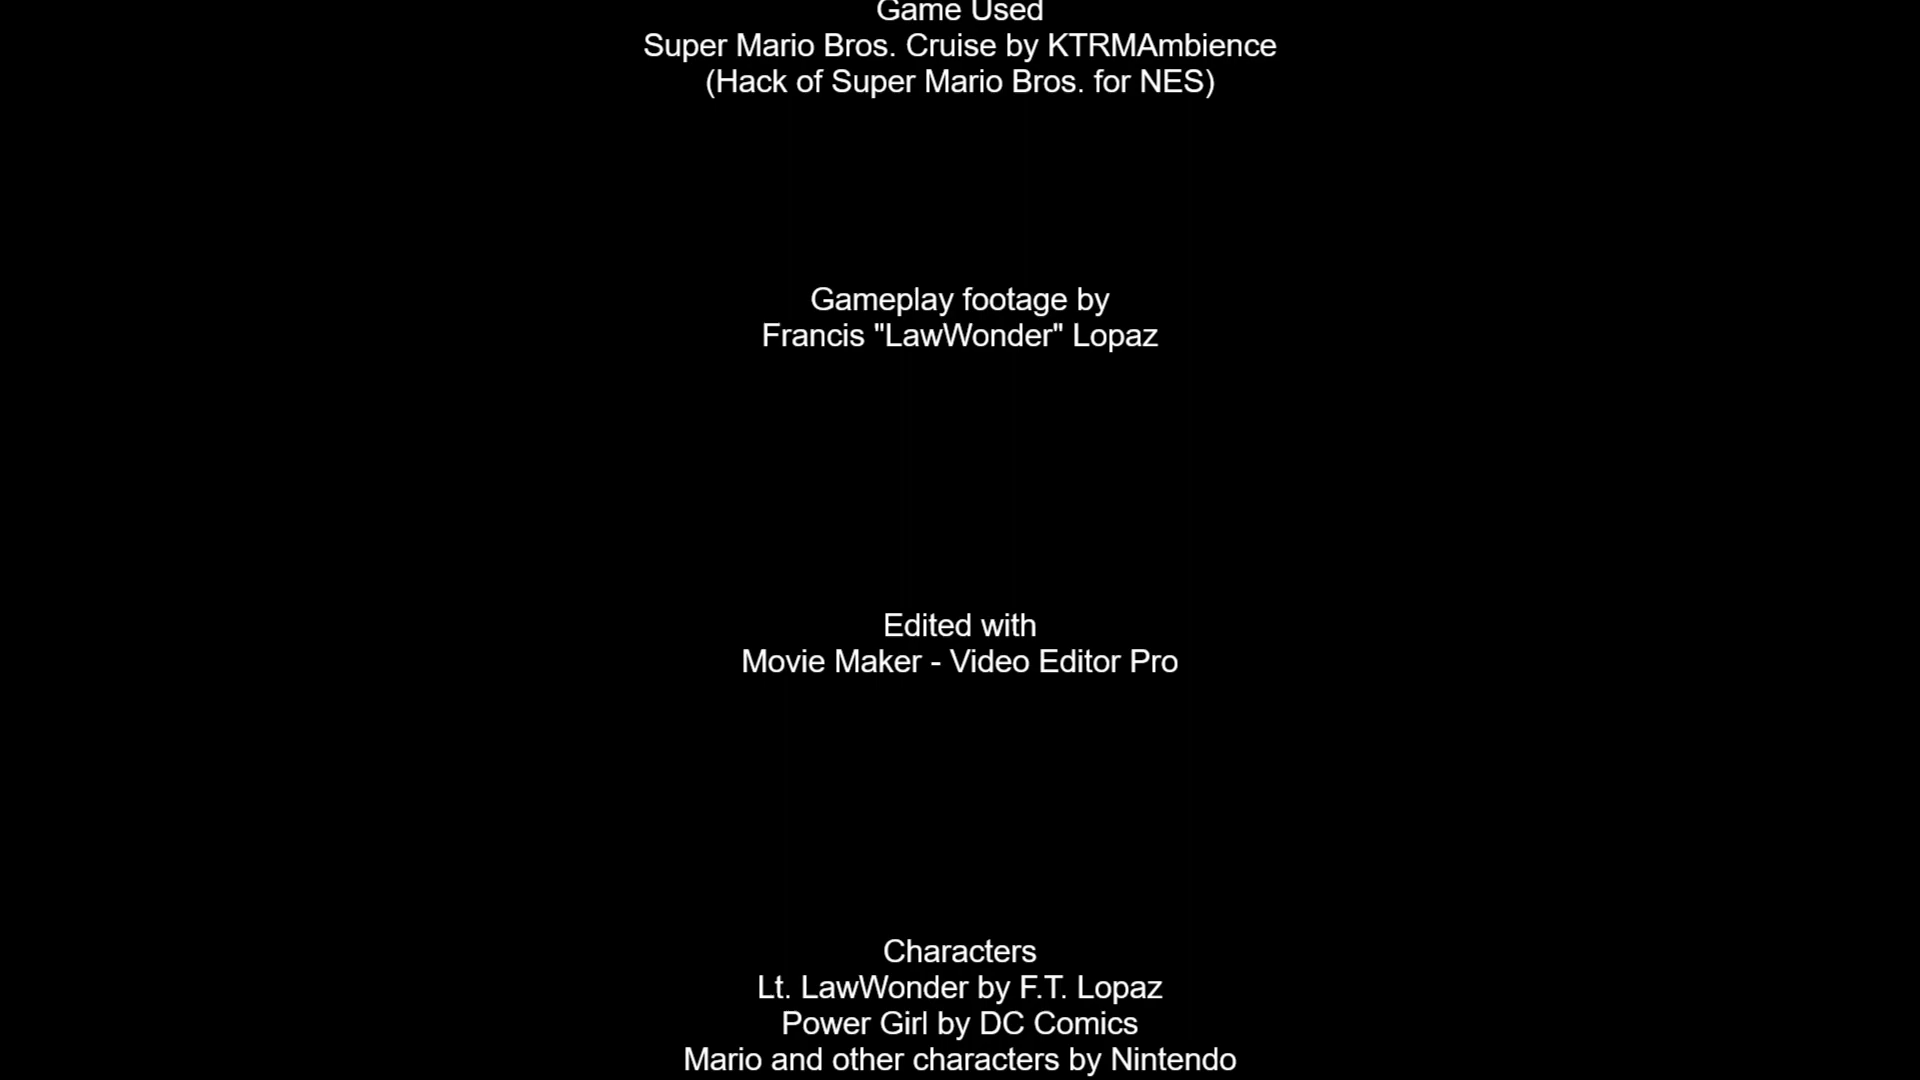 Game Used
Super Mario Bros. Cruise by KTRMAmbience
(Hack of Super Mario Bros. for NES)
Gameplay footage by
Francis "LawWonder" Lopaz
Edited with
Movie Maker - Video Editor Pro
Characters
Lt. LawWonder by F.T. Lopaz
Power Girl by DC Comics
Mario and other characters by Nintendo